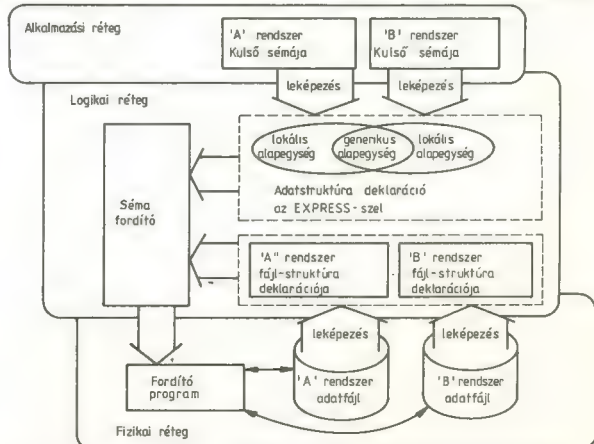 Alkalmazási réteg
'A' rendszer
Kulső sémája
'B' rendszer
Kulső sémája
leképezés
leképezés
Logikai réteg
lokális
alapegység
generikus
alapegység
lokális
alapegység
Adatstruktúra deklaráció
az EXPRESS-szel
Séma
fordító
"A" rendszer
fájl-struktúra
deklarációja
'B' rendszer
fájl-struktúra
deklarációja
leképezés
leképezés
Fordító
program
'A' rendszer
adatfájl
'B' rendszer
adatfájl
Fizikai réteg